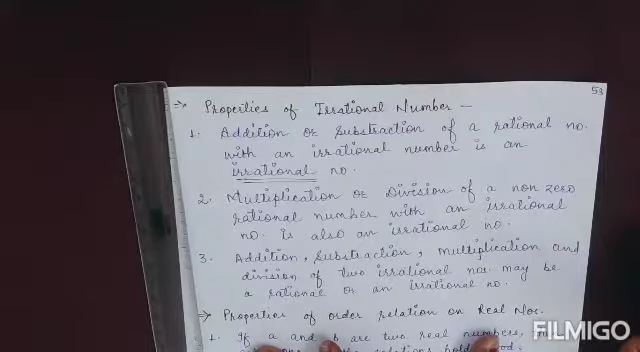 53
⇒ Properties of Irrational Number —
1. Addition or Substraction of a rational no.
with an irrational number is an
irrational no.
2. Multiplication or Division of a non zero
rational number with an irrational
no. is also an irrational no.
3. Addition, Substraction, multiplication and
division of two irrational nos. may be
a rational or an irrational no.
→ Properties of order relation on Real Nos.
1. If a and b are two real numbers,
relations hold good.
FILMIGO